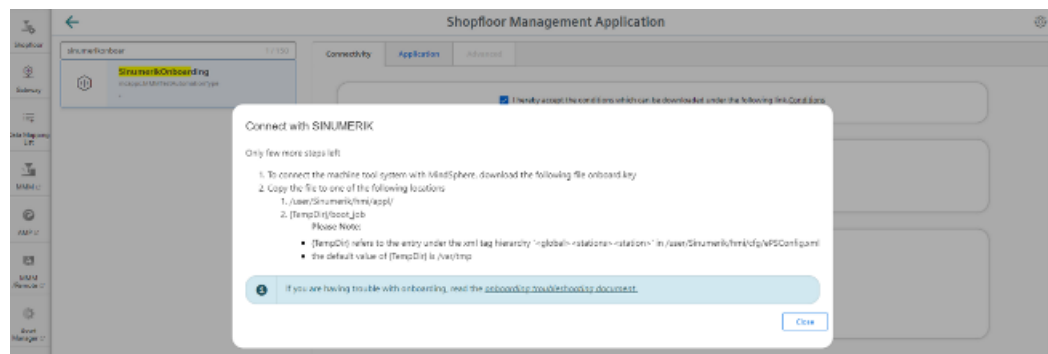 Shopfloor Management Application
Shopfloor
sinumerikonboar 1 / 150
Connectivity Application Advanced
SinumerikOnboarding
Gateway
I hereby accept the conditions which can be downloaded under the following link.Conditions
Connect with SINUMERIK
Only few more steps left
1. To connect the machine tool system with MindSphere, download the following file onboard.key
2. Copy the file to one of the following locations
1. /user/Sinumerik/hmi/appl/
2. {TempDir}/boot_job
Please Note:
▪ {TempDir} refers to the entry under the xml tag hierarchy '<global><stations><station>' in /user/Sinumerik/hmi/cfg/ePSConfig.xml
▪ the default value of {TempDir} is /var/tmp
If you are having trouble with onboarding, read the onboarding troubleshooting document.
Close
MMM
AMP
/Remote
Reset
Manager